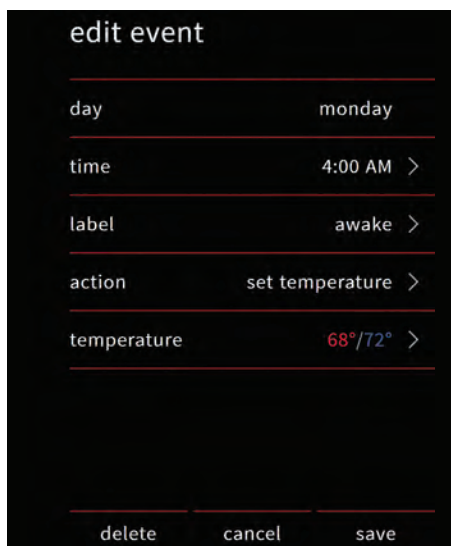 edit event
day monday
time 4:00 AM >
label awake >
action set temperature >
temperature 68°/72° >
delete cancel save